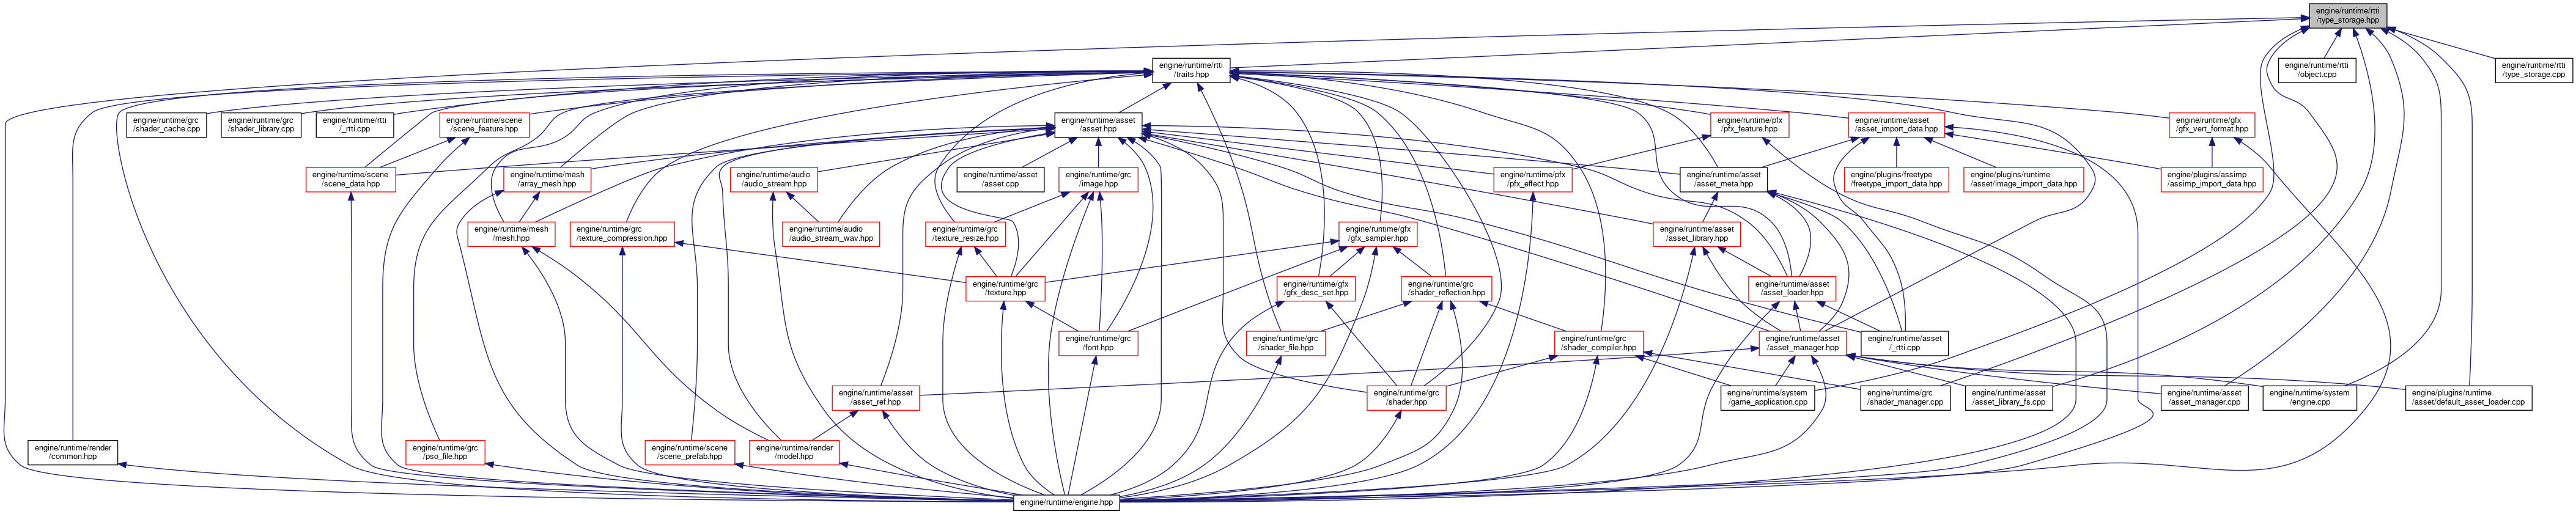 engine/runtime/rtti
/type_storage.hpp
engine/runtime/rtti
/traits.hpp
engine/runtime/rtti
/object.cpp
engine/runtime/rtti
/type_storage.cpp
engine/runtime/grc
/shader_cache.cpp
engine/runtime/grc
/shader_library.cpp
engine/runtime/rtti
/_rtti.cpp
engine/runtime/scene
/scene_feature.hpp
engine/runtime/asset
/asset.hpp
engine/runtime/pfx
/pfx_feature.hpp
engine/runtime/asset
/asset_import_data.hpp
engine/runtime/gfx
/gfx_vert_format.hpp
engine/runtime/scene
/scene_data.hpp
engine/runtime/mesh
/array_mesh.hpp
engine/runtime/audio
/audio_stream.hpp
engine/runtime/asset
/asset.cpp
engine/runtime/grc
/image.hpp
engine/runtime/pfx
/pfx_effect.hpp
engine/runtime/asset
/asset_meta.hpp
engine/plugins/freetype
/freetype_import_data.hpp
engine/plugins/runtime
/asset/image_import_data.hpp
engine/plugins/assimp
/assimp_import_data.hpp
engine/runtime/mesh
/mesh.hpp
engine/runtime/grc
/texture_compression.hpp
engine/runtime/audio
/audio_stream_wav.hpp
engine/runtime/grc
/texture_resize.hpp
engine/runtime/gfx
/gfx_sampler.hpp
engine/runtime/asset
/asset_library.hpp
engine/runtime/grc
/texture.hpp
engine/runtime/gfx
/gfx_desc_set.hpp
engine/runtime/grc
/shader_reflection.hpp
engine/runtime/asset
/asset_loader.hpp
engine/runtime/grc
/font.hpp
engine/runtime/grc
/shader_file.hpp
engine/runtime/grc
/shader_compiler.hpp
engine/runtime/asset
/asset_manager.hpp
engine/runtime/asset
/_rtti.cpp
engine/runtime/asset
/asset_ref.hpp
engine/runtime/grc
/shader.hpp
engine/runtime/system
/game_application.cpp
engine/runtime/grc
/shader_manager.cpp
engine/runtime/asset
/asset_library_fs.cpp
engine/runtime/asset
/asset_manager.cpp
engine/runtime/system
/engine.cpp
engine/plugins/runtime
/asset/default_asset_loader.cpp
engine/runtime/render
/common.hpp
engine/runtime/grc
/pso_file.hpp
engine/runtime/scene
/scene_prefab.hpp
engine/runtime/render
/model.hpp
engine/runtime/engine.hpp